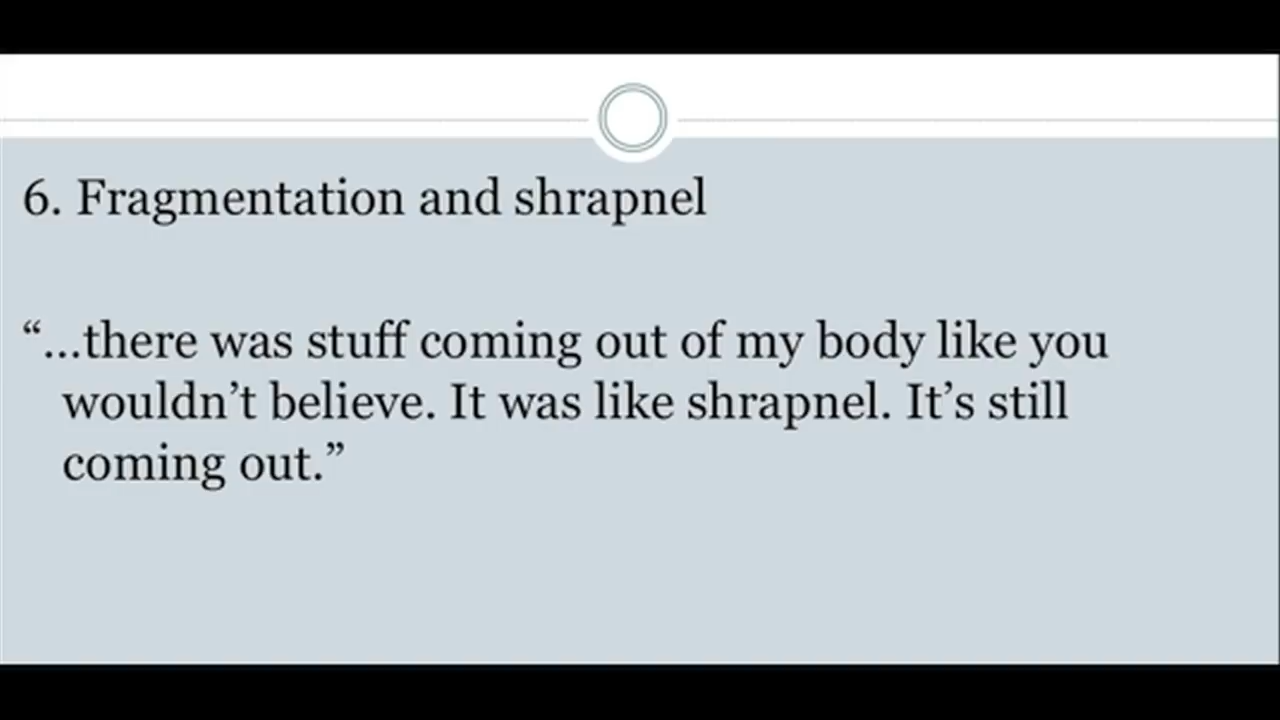 6. Fragmentation and shrapnel
“…there was stuff coming out of my body like you
wouldn’t believe. It was like shrapnel. It’s still
coming out.”